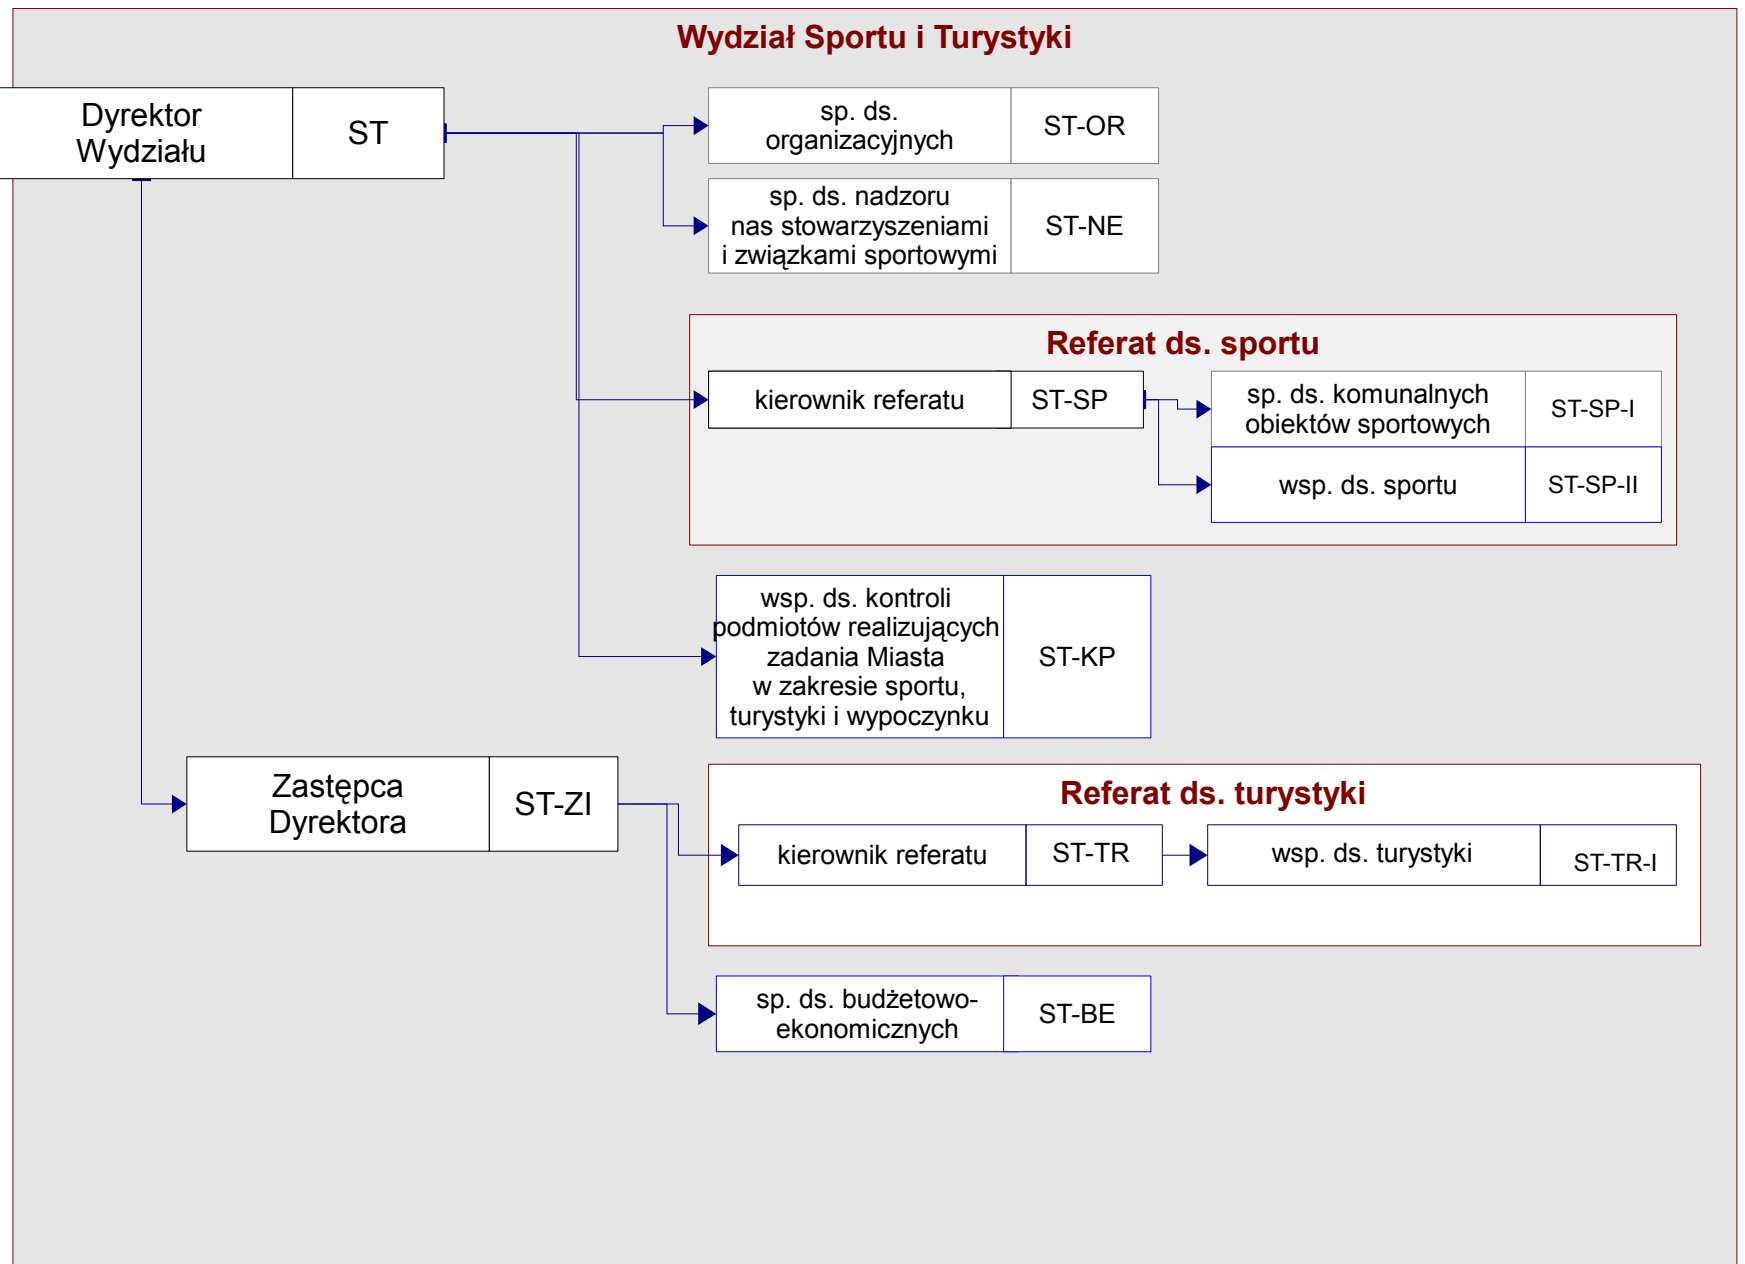 Wydział Sportu i Turystyki
Dyrektor
Wydziału
ST
sp. ds.
organizacyjnych
ST-OR
sp. ds. nadzoru
nas stowarzyszeniami
i związkami sportowymi
ST-NE
Referat ds. sportu
kierownik referatu
ST-SP
sp. ds. komunalnych
obiektów sportowych
ST-SP-I
wsp. ds. sportu
ST-SP-II
wsp. ds. kontroli
podmiotów realizujących
zadania Miasta
w zakresie sportu,
turystyki i wypoczynku
ST-KP
Zastępca
Dyrektora
ST-ZI
Referat ds. turystyki
kierownik referatu
ST-TR
wsp. ds. turystyki
ST-TR-I
sp. ds. budżetowo-
ekonomicznych
ST-BE